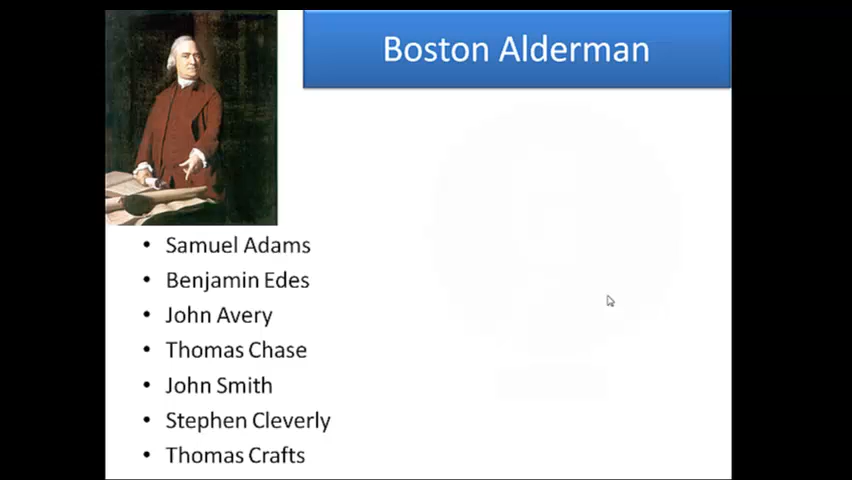 Boston Alderman
• Samuel Adams
• Benjamin Edes
• John Avery
• Thomas Chase
• John Smith
• Stephen Cleverly
• Thomas Crafts